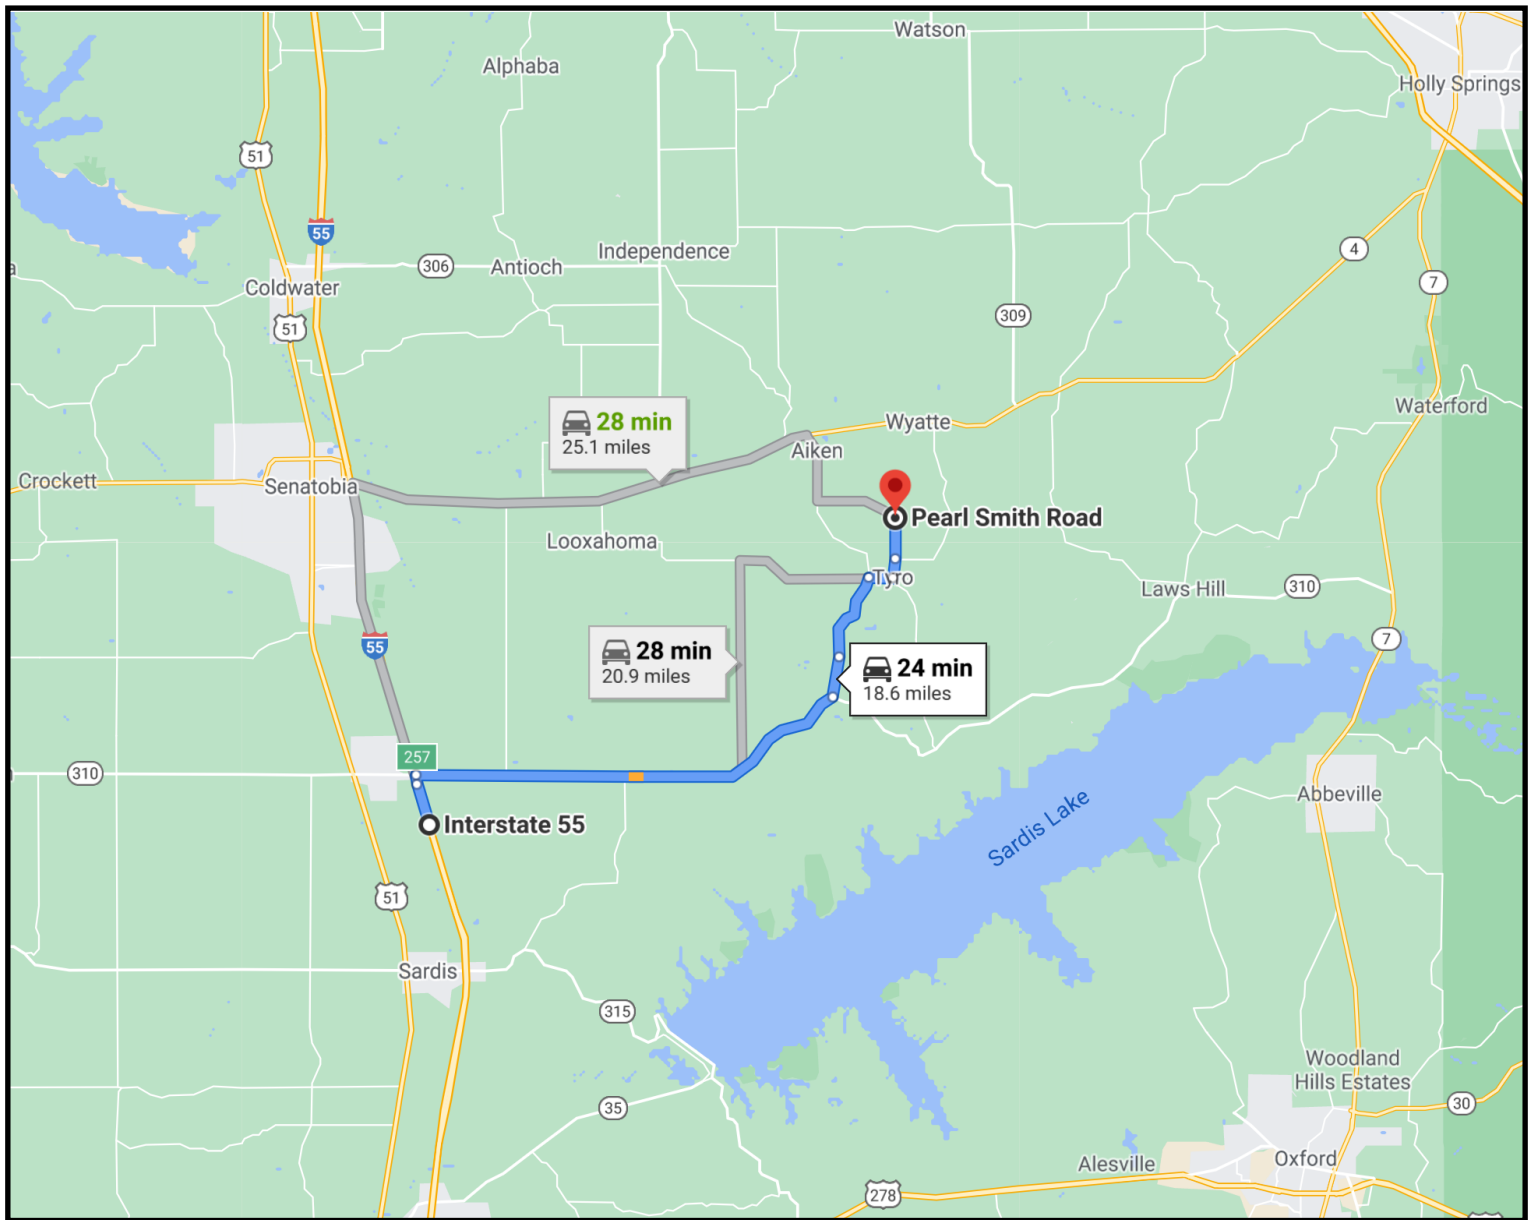 Watson
Alphaba
Holly Springs
51
55
Independence
4
306
Antioch
7
Coldwater
309
51
Waterford
28 min
25.1 miles
Wyatte
Aiken
Crockett
Senatobia
Pearl Smith Road
Looxahoma
Tyro
Laws Hill
310
7
55
28 min
20.9 miles
24 min
18.6 miles
257
310
Abbeville
Sardis Lake
Interstate 55
51
Sardis
315
Woodland
Hills Estates
30
35
Oxford
Alesville
278